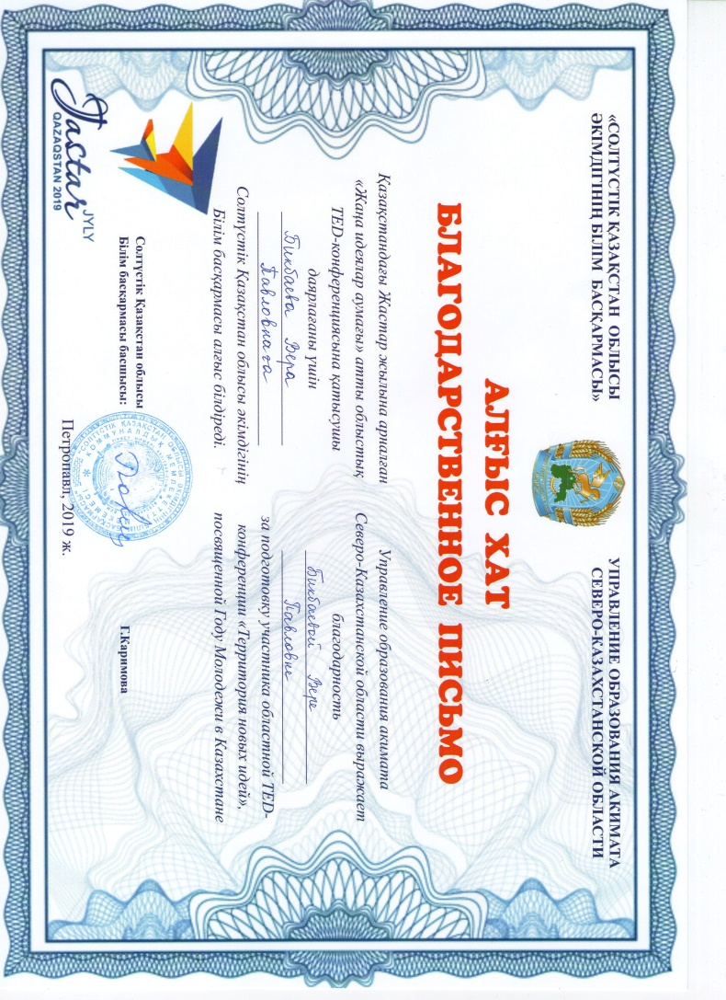 «СОЛТҮСТІК ҚАЗАҚСТАН ОБЛЫСЫ
ӘКІМДІГІНІҢ БІЛІМ БАСҚАРМАСЫ»
УПРАВЛЕНИЕ ОБРАЗОВАНИЯ АКИМАТА
СЕВЕРО-КАЗАХСТАНСКОЙ ОБЛАСТИ
АЛҒЫС ХАТ
БЛАГОДАРСТВЕННОЕ ПИСЬМО
Қазақстандағы Жастар жылына арналған
«Жаңа идеялар аумағы» атты облыстық
TED-конференциясына қатысушы
даярлағаны үшін
Бикбаева Вера
Павловнаға
Солтүстік Қазақстан облысы әкімдігінің
Білім басқармасы алғыс білдіреді.
Управление образования акимата
Северо-Казахстанской области выражает
благодарность
Бикбаевой Вере
Павловне
за подготовку участника областной TED-
конференции «Территория новых идей»,
посвященной Году Молодежи в Казахстане
Jastar JYLY
QAZAQSTAN 2019
Солтүстік Қазақстан облысы
Білім басқармасы басшысы:
Г.Каримова
Петропавл, 2019 ж.